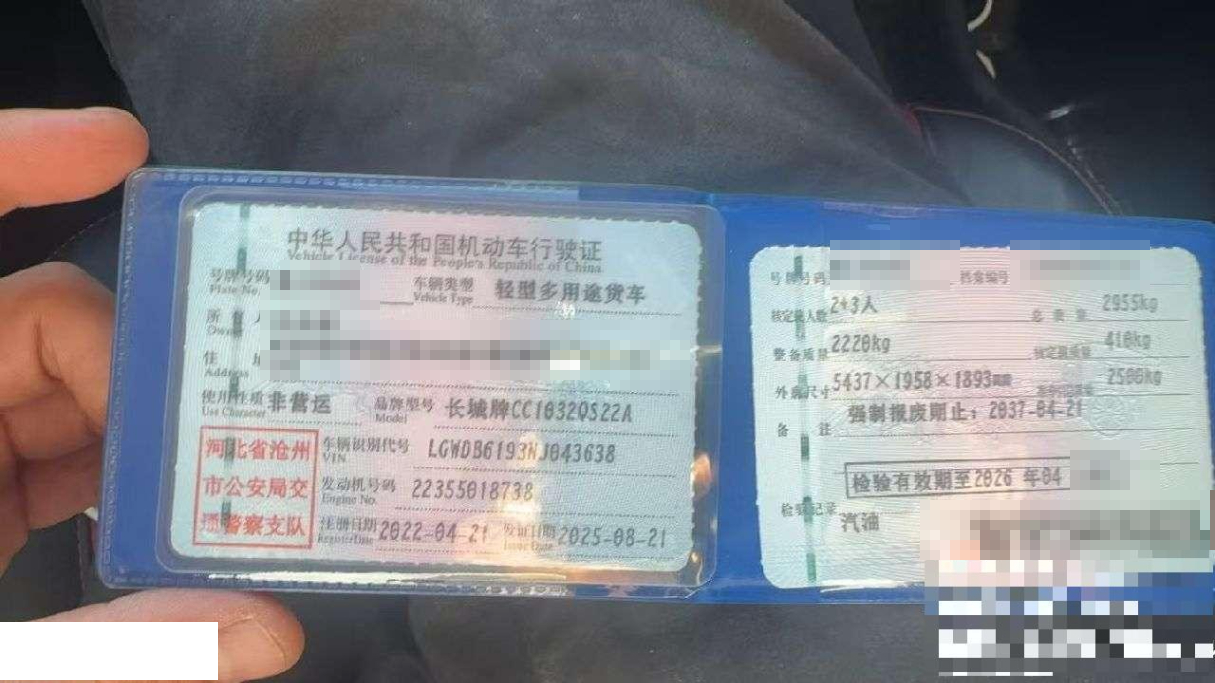 中华人民共和国机动车行驶证
Vehicle License of the People's Republic of China
号牌号码
Plate No.
车辆类型 轻型多用途货车
Vehicle Type
所有人
住
Address
使用性质 非营运 品牌型号 长城牌CC1032QS22A
Use Character Model
河北省沧州
市公安局交
警察支队
车辆识别代号 LGWDB6193NJ043638
VIN
发动机号码 22355018738
Engine No.
注册日期 2022-04-21 发证日期 2025-08-21
Register Date Issue Date
号牌号码 档案编号
核定载人数 2+3人 总质量 2955kg
整备质量 2220kg 核定载质量 410kg
外廓尺寸 5437×1958×1893mm 2500kg
备注 强制报废期止：2037-04-21
检验有效期至2026 年04
检验记录
汽油